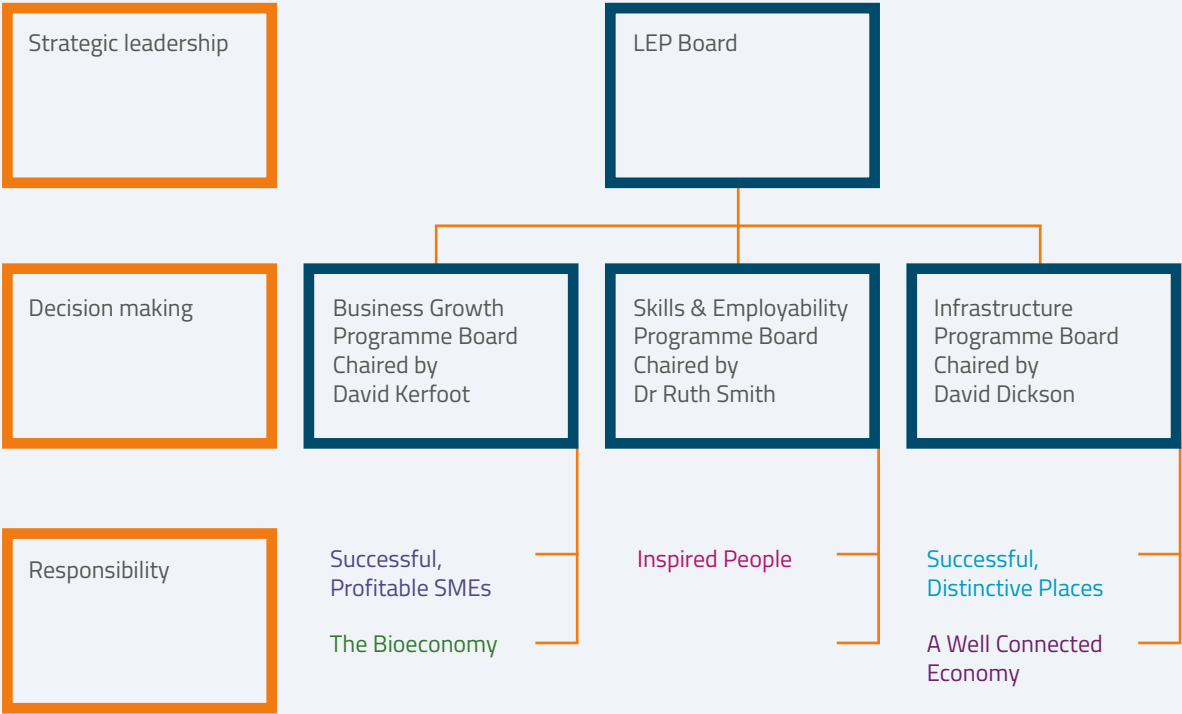 Strategic leadership
LEP Board
Decision making
Business Growth
Programme Board
Chaired by
David Kerfoot
Skills & Employability
Programme Board
Chaired by
Dr Ruth Smith
Infrastructure
Programme Board
Chaired by
David Dickson
Responsibility
Successful,
Profitable SMEs
The Bioeconomy
Inspired People
Successful,
Distinctive Places
A Well Connected
Economy